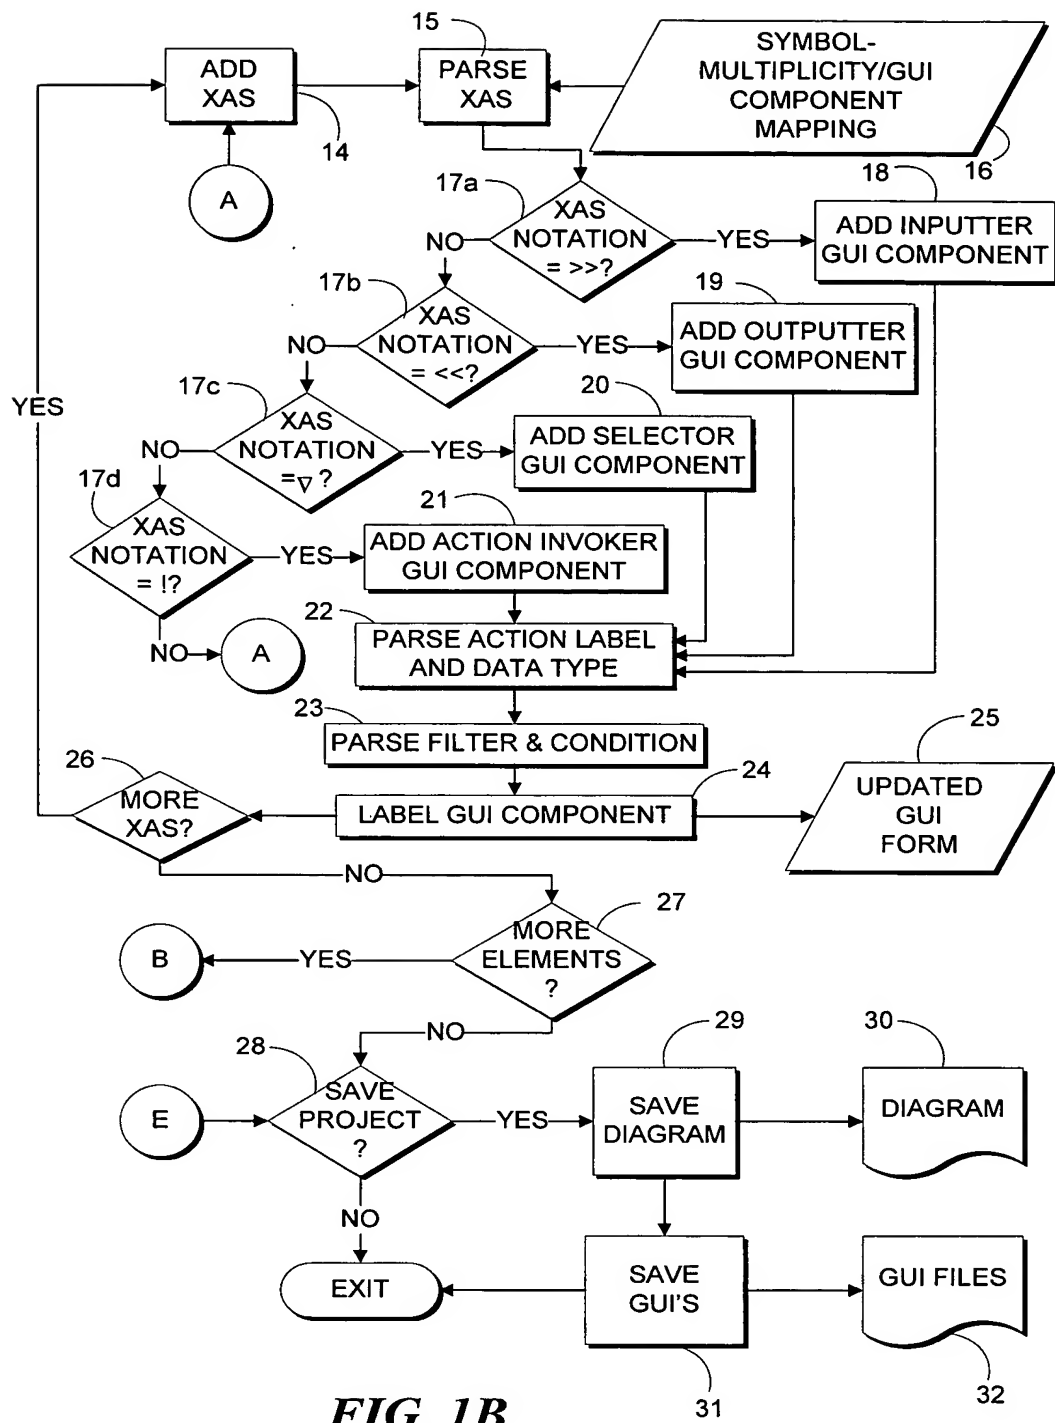 15
ADD
XAS
PARSE
XAS
SYMBOL-
MULTIPLICITY/GUI
COMPONENT
MAPPING
14
16
A
17a
XAS
NOTATION
= >>?
NO
YES
18
ADD INPUTTER
GUI COMPONENT
17b
XAS
NOTATION
= <<?
NO
YES
19
ADD OUTPUTTER
GUI COMPONENT
17c
XAS
NOTATION
=∇ ?
NO
YES
20
ADD SELECTOR
GUI COMPONENT
YES
17d
XAS
NOTATION
= !?
YES
21
ADD ACTION INVOKER
GUI COMPONENT
NO
A
22
PARSE ACTION LABEL
AND DATA TYPE
23
PARSE FILTER & CONDITION
24
LABEL GUI COMPONENT
25
UPDATED
GUI
FORM
26
MORE
XAS?
NO
27
MORE
ELEMENTS
?
YES
B
NO
28
SAVE
PROJECT
?
E
YES
29
SAVE
DIAGRAM
30
DIAGRAM
NO
EXIT
SAVE
GUI'S
31
GUI FILES
32
FIG. 1B